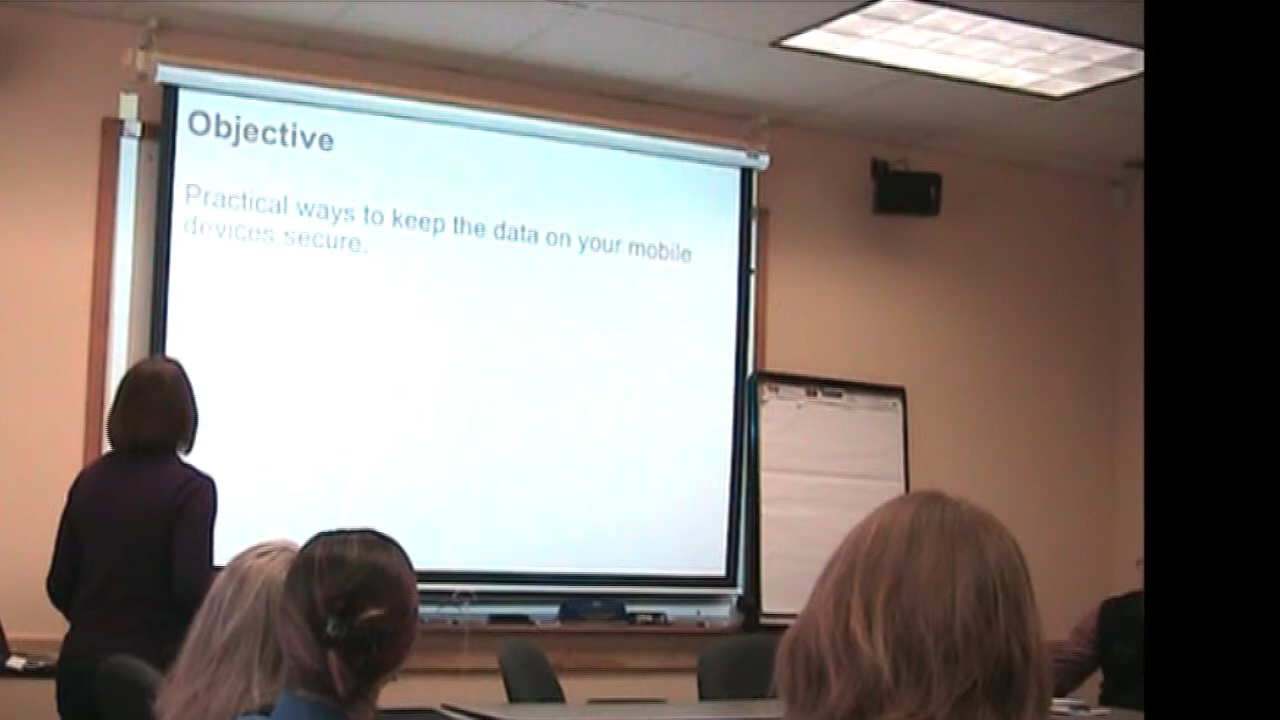 Objective
Practical ways to keep the data on your mobile
devices secure.